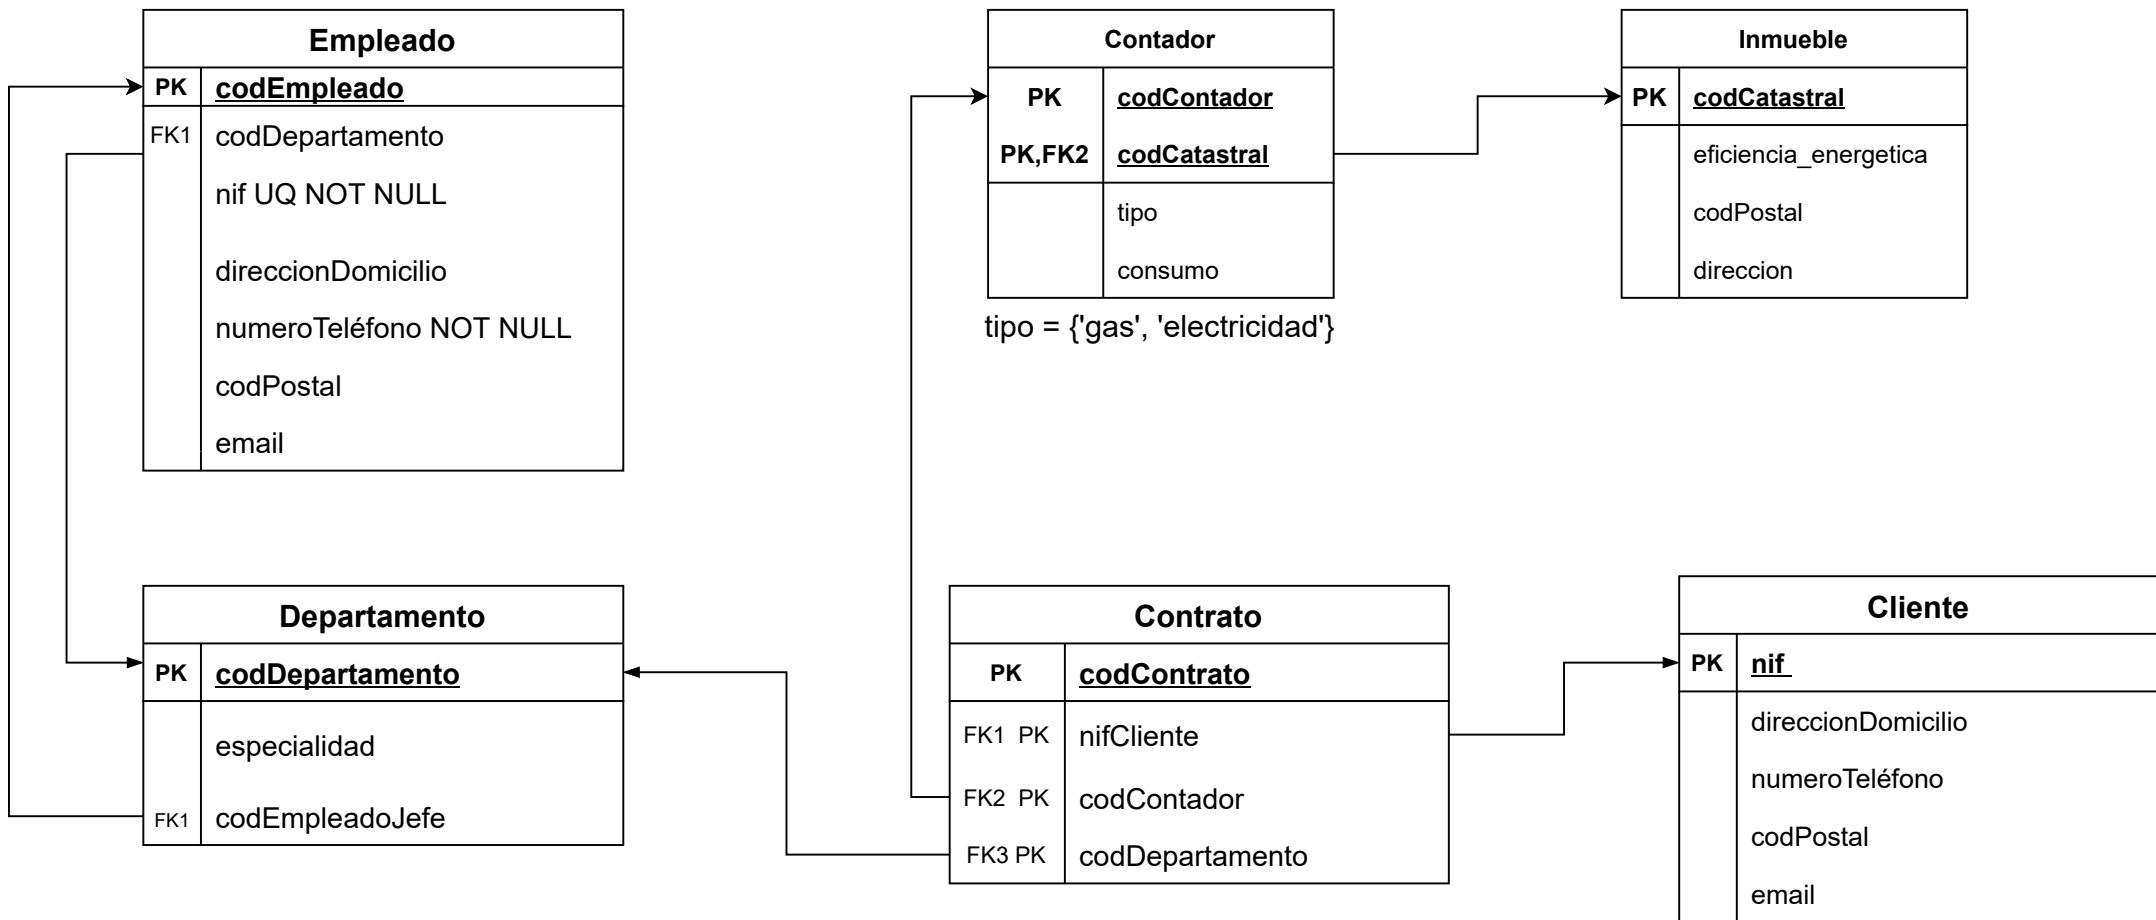 Empleado
PK codEmpleado
FK1 codDepartamento
nif UQ NOT NULL
direccionDomicilio
numeroTeléfono NOT NULL
codPostal
email
Contador
PK codContador
PK,FK2 codCatastral
tipo
consumo
tipo = {'gas', 'electricidad'}
Inmueble
PK codCatastral
eficiencia_energetica
codPostal
direccion
Departamento
PK codDepartamento
especialidad
FK1 codEmpleadoJefe
Contrato
PK codContrato
FK1 PK nifCliente
FK2 PK codContador
FK3 PK codDepartamento
Cliente
PK nif
direccionDomicilio
numeroTeléfono
codPostal
email